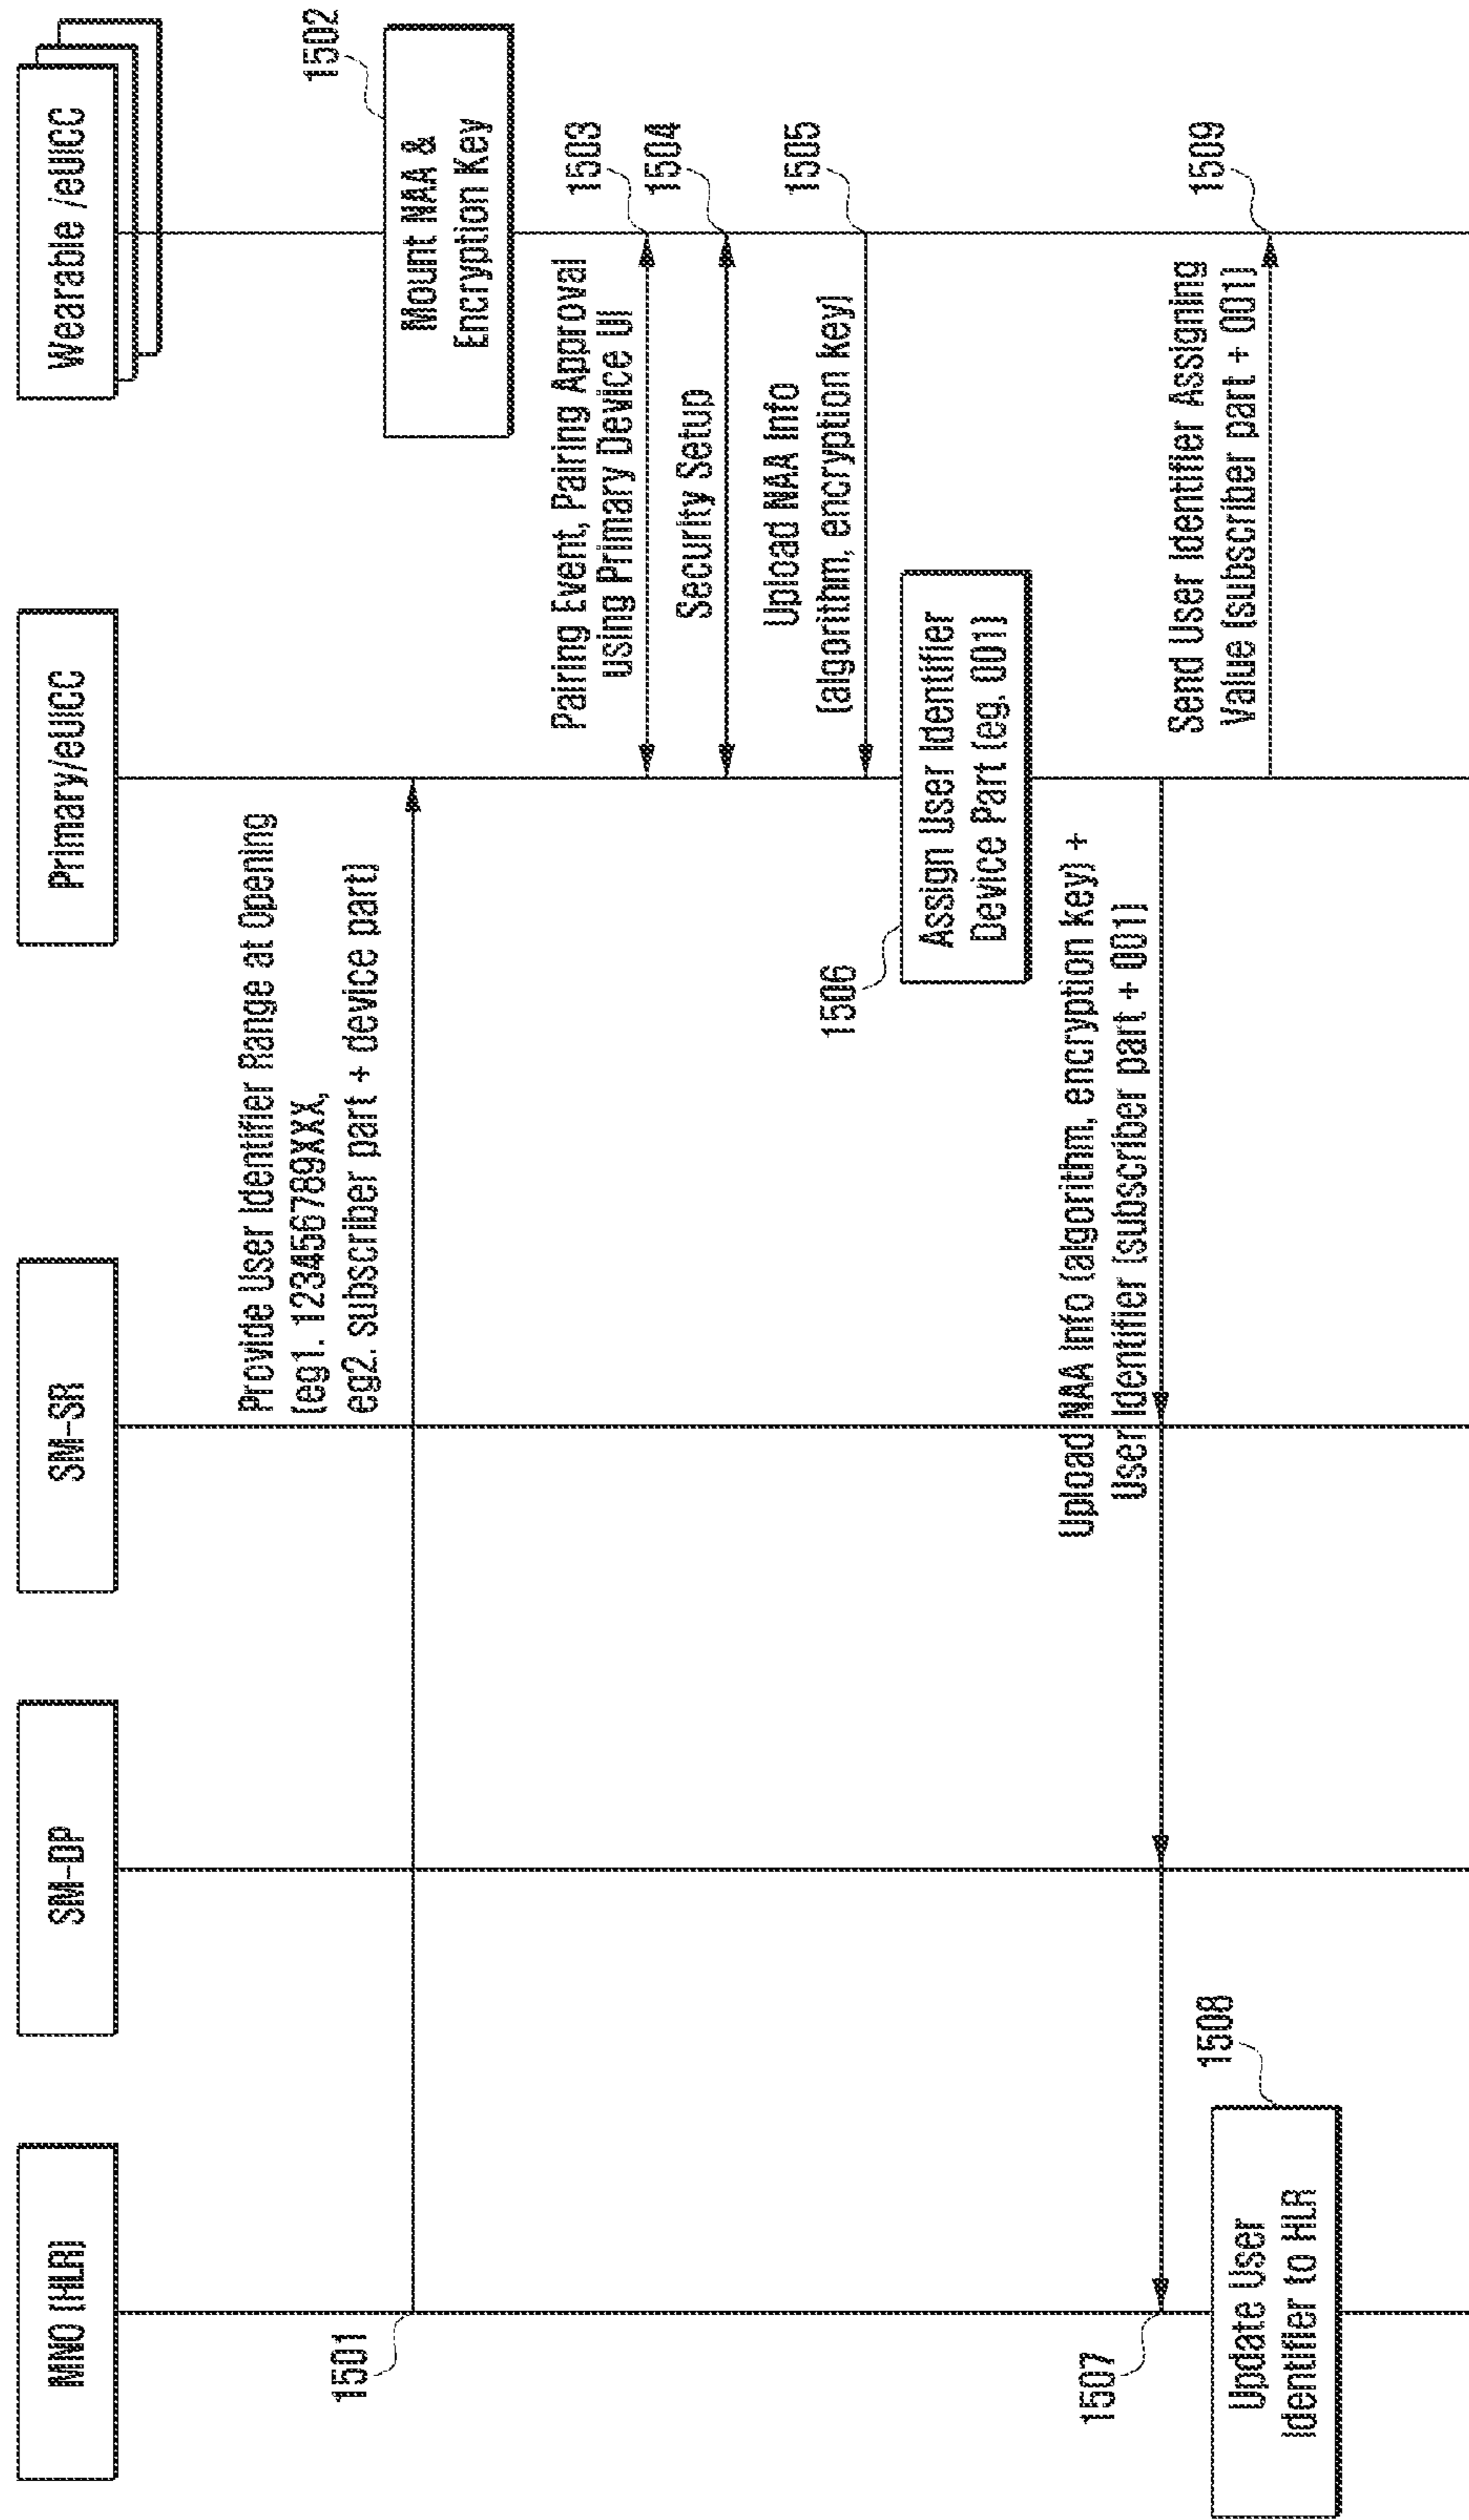 MNO (HLR)
SM-DP
SM-SR
Primary/eUICC
Wearable /eUICC
1501
Provide User Identifier Range at Opening
(eg1. 123456789XXX,
eg2. subscriber part + device part)
1502
Mount NAA &
Encryption Key
Pairing Event, Pairing Approval
using Primary Device UI
1503
Security Setup
1504
Upload NAA Info
(algorithm, encryption key)
1505
1506
Assign User Identifier
Device Part (eg. 001)
1507
Upload NAA Info (algorithm, encryption key) +
User Identifier (subscriber part + 001)
1508
Update User
Identifier to HLR
Send User Identifier Assigning
Value (subscriber part + 001)
1509